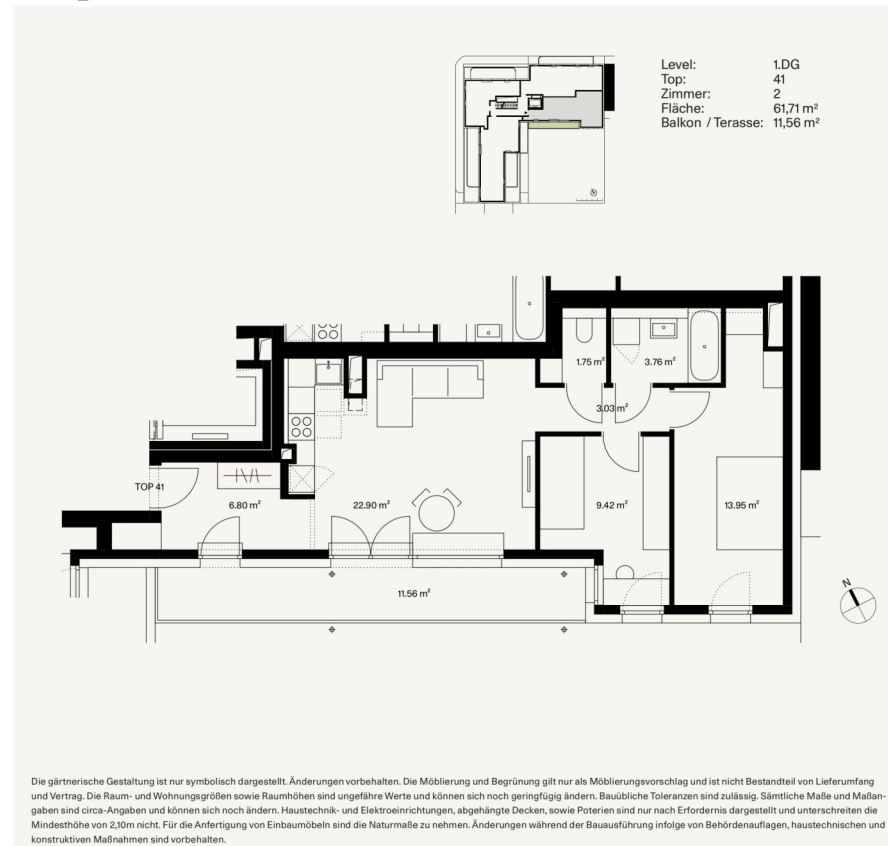 Level: 1.DG
Top: 41
Zimmer: 2
Fläche: 61,71 m²
Balkon / Terasse: 11,56 m²
1.75 m²
3.76 m²
3.03 m²
TOP 41
6.80 m²
22.90 m²
9.42 m²
13.95 m²
11.56 m²
N
Die gärtnerische Gestaltung ist nur symbolisch dargestellt. Änderungen vorbehalten. Die Möblierung und Begrünung gilt nur als Möblierungsvorschlag und ist nicht Bestandteil von Lieferumfang
und Vertrag. Die Raum- und Wohnungsgrößen sowie Raumhöhen sind ungefähre Werte und können sich noch geringfügig ändern. Bauübliche Toleranzen sind zulässig. Sämtliche Maße und Maßan-
gaben sind circa-Angaben und können sich noch ändern. Haustechnik- und Elektroeinrichtungen, abgehängte Decken, sowie Poterien sind nur nach Erfordernis dargestellt und unterschreiten die
Mindesthöhe von 2,10m nicht. Für die Anfertigung von Einbaumöbeln sind die Naturmaße zu nehmen. Änderungen während der Bauausführung infolge von Behördenauflagen, haustechnischen und
konstruktiven Maßnahmen sind vorbehalten.